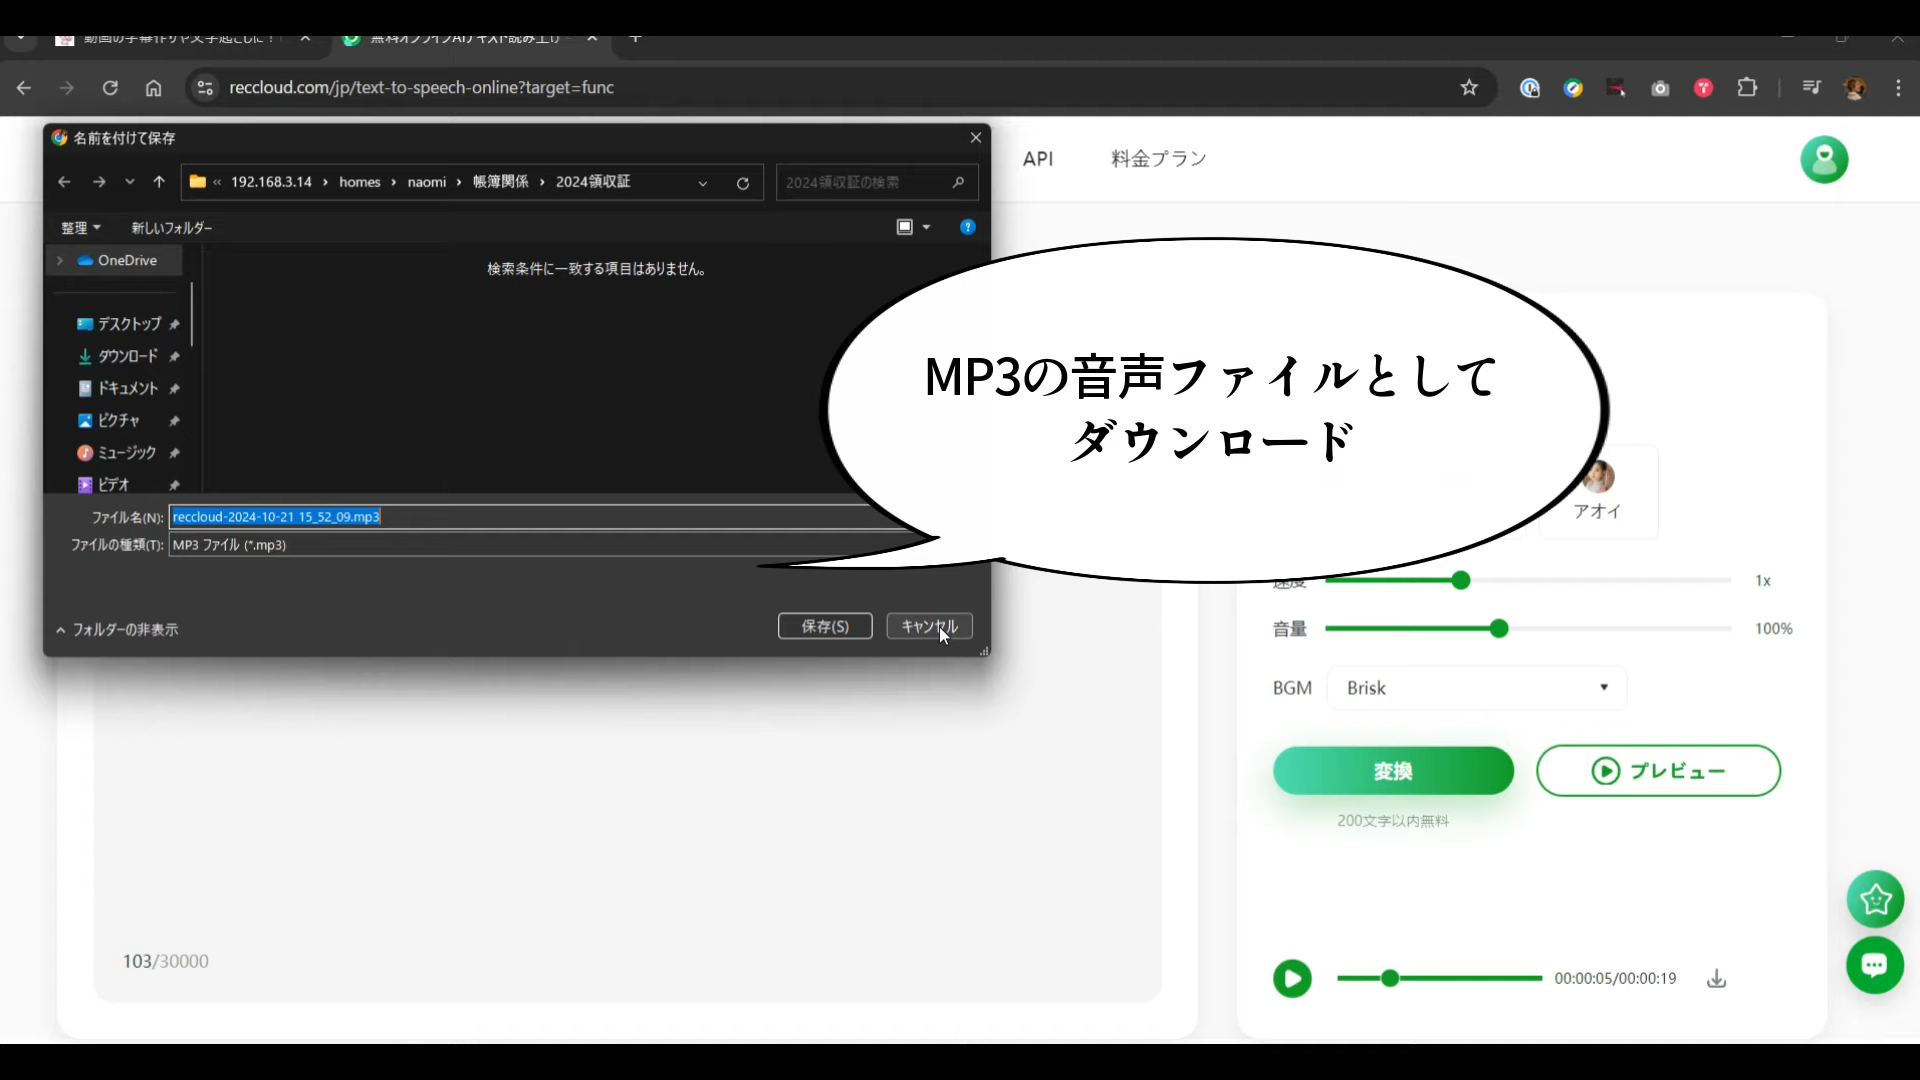 reccloud.com/jp/text-to-speech-online?target=func
名前を付けて保存
192.168.3.14 › homes › naomi › 帳簿関係 › 2024領収証
2024領収証の検索
API
料金プラン
整理
新しいフォルダー
OneDrive
検索条件に一致する項目はありません。
デスクトップ
ダウンロード
ドキュメント
ピクチャ
ミュージック
ビデオ
MP3の音声ファイルとして
ダウンロード
アオイ
ファイル名(N): reccloud-2024-10-21 15_52_09.mp3
ファイルの種類(T): MP3 ファイル (*.mp3)
1x
フォルダーの非表示
保存(S)
キャンセル
音量
100%
BGM
Brisk
変換
プレビュー
200文字以内無料
103/30000
00:00:05/00:00:19